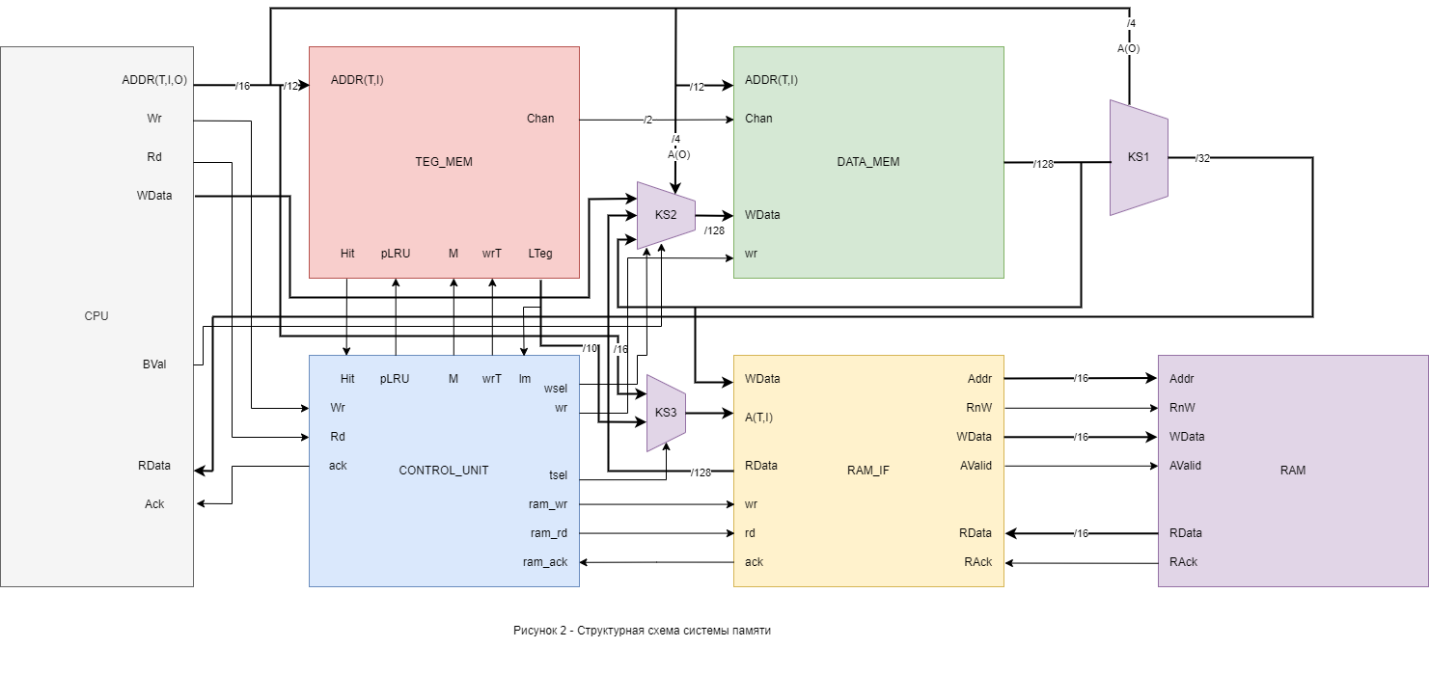 /4
A(O)
ADDR(T,I,O)
/16
/12
ADDR(T,I)
/12
ADDR(T,I)
Wr
Chan
/2
Chan
/4
A(O)
Rd
TEG_MEM
DATA_MEM
/128
KS1
/32
WData
KS2
WData
/128
Hit
pLRU
M
wrT
LTeg
wr
CPU
/10
/16
BVal
Hit
pLRU
M
wrT
Im
wsel
WData
Addr
/16
Addr
Wr
wr
KS3
A(T,I)
RnW
RnW
Rd
WData
/16
WData
RData
ack
CONTROL_UNIT
tsel
/128
RData
RAM_IF
AValid
AValid
RAM
Ack
ram_wr
wr
ram_rd
rd
RData
/16
RData
ram_ack
ack
RAck
RAck
Рисунок 2 - Структурная схема системы памяти